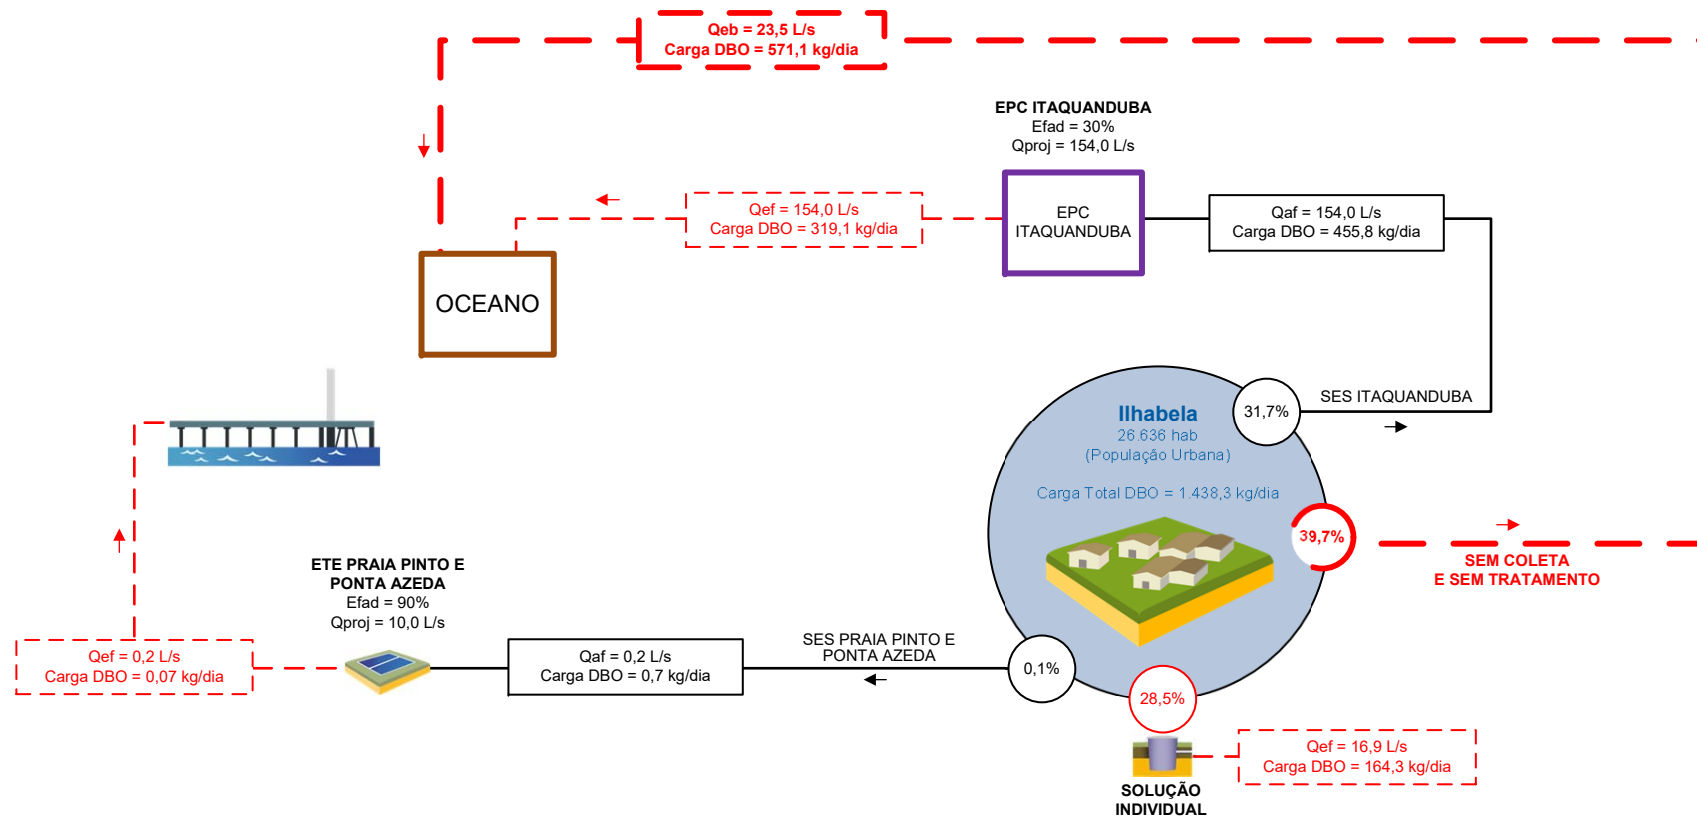 Qeb = 23,5 L/s
Carga DBO = 571,1 kg/dia
EPC ITAQUANDUBA
Efad = 30%
Qproj = 154,0 L/s
Qef = 154,0 L/s
Carga DBO = 319,1 kg/dia
EPC
ITAQUANDUBA
Qaf = 154,0 L/s
Carga DBO = 455,8 kg/dia
OCEANO
SES ITAQUANDUBA
31,7%
Ilhabela
26.636 hab
(População Urbana)
Carga Total DBO = 1.438,3 kg/dia
39,7%
SEM COLETA
E SEM TRATAMENTO
ETE PRAIA PINTO E
PONTA AZEDA
Efad = 90%
Qproj = 10,0 L/s
Qef = 0,2 L/s
Carga DBO = 0,07 kg/dia
Qaf = 0,2 L/s
Carga DBO = 0,7 kg/dia
SES PRAIA PINTO E
PONTA AZEDA
0,1%
28,5%
Qef = 16,9 L/s
Carga DBO = 164,3 kg/dia
SOLUÇÃO
INDIVIDUAL